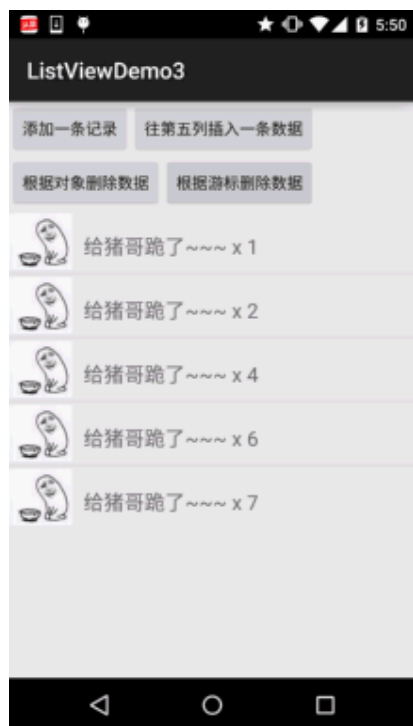 5:50
ListViewDemo3
添加一条记录 往第五列插入一条数据
根据对象删除数据 根据游标删除数据
给猪哥跪了~~~ x 1
给猪哥跪了~~~ x 2
给猪哥跪了~~~ x 4
给猪哥跪了~~~ x 6
给猪哥跪了~~~ x 7